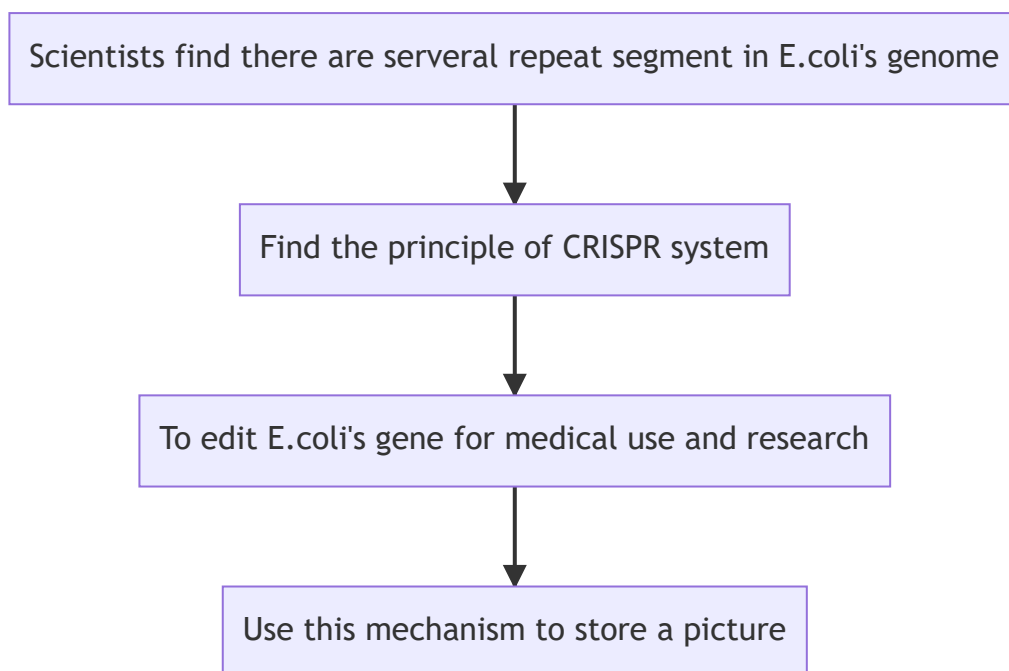 Scientists find there are serveral repeat segment in E.coli's genome
Find the principle of CRISPR system
To edit E.coli's gene for medical use and research
Use this mechanism to store a picture